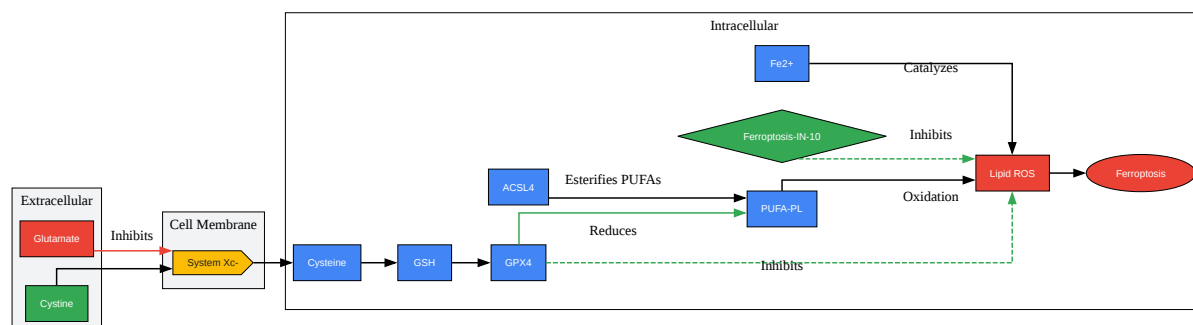 Intracellular
Fe2+
Catalyzes
Ferroptosis-IN-10
Inhibits
Lipid ROS
Ferroptosis
ACSL4
Esterifies PUFAs
PUFA-PL
Oxidation
Extracellular
Glutamate
Inhibits
Cell Membrane
System Xc-
Reduces
Cysteine
GSH
GPX4
Inhibits
Cystine